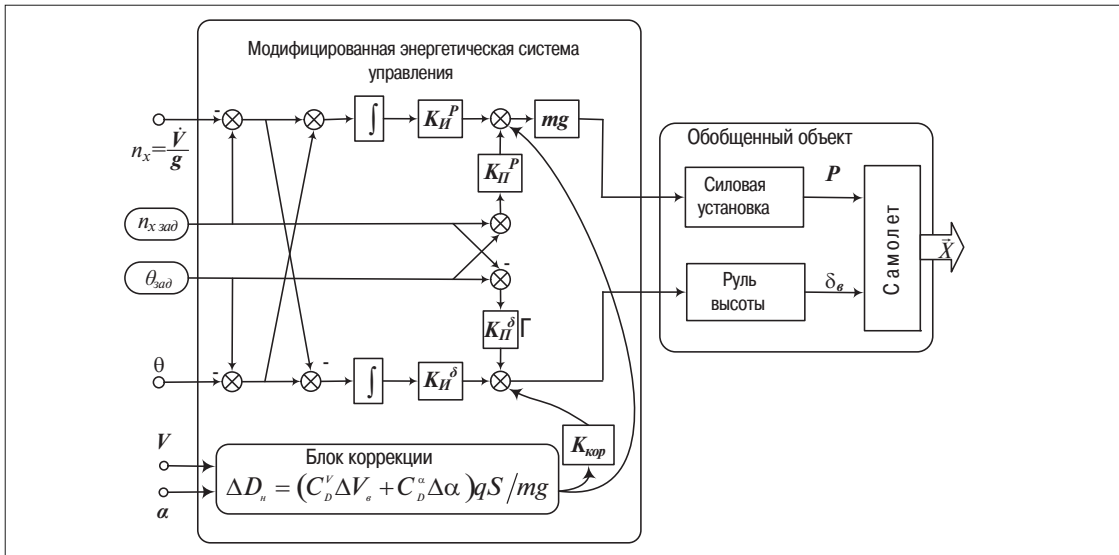 Модифицированная энергетическая система
управления
-
∫
K_И^P
mg
n_x = V̇/g
K_П^P
n_x зад
-
θ_зад
K_П^δ Г
θ
-
-
∫
K_И^δ
K_кор
V
α
Блок коррекции
ΔD_н = (C_D^V ΔV_в + C_D^α Δα) qS/mg
Обобщенный объект
Силовая
установка
P
Руль
высоты
δ_в
Самолет
X⃗